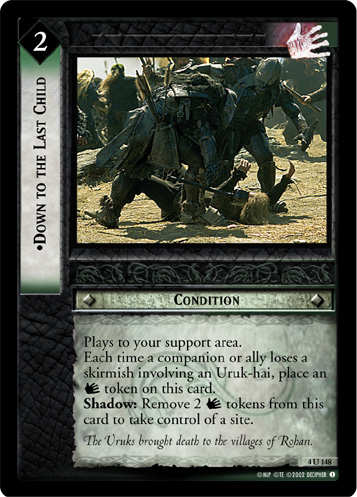 2
•Down to the Last Child
Condition
Plays to your support area.
Each time a companion or ally loses a
skirmish involving an Uruk-hai, place an
token on this card.
Shadow: Remove 2 tokens from this
card to take control of a site.
The Uruks brought death to the villages of Rohan.
4 U 148
©NLP ©TE ©2002 DECIPHER